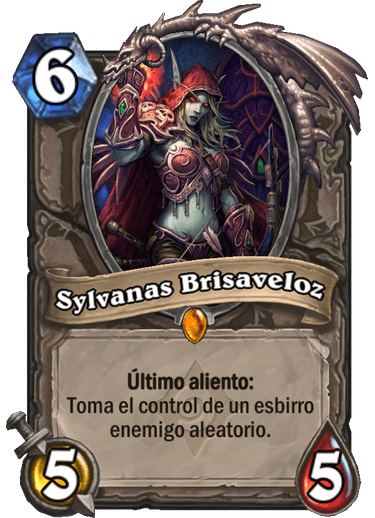 6
Sylvanas Brisaveloz
Último aliento:
Toma el control de un esbirro
enemigo aleatorio.
5
5